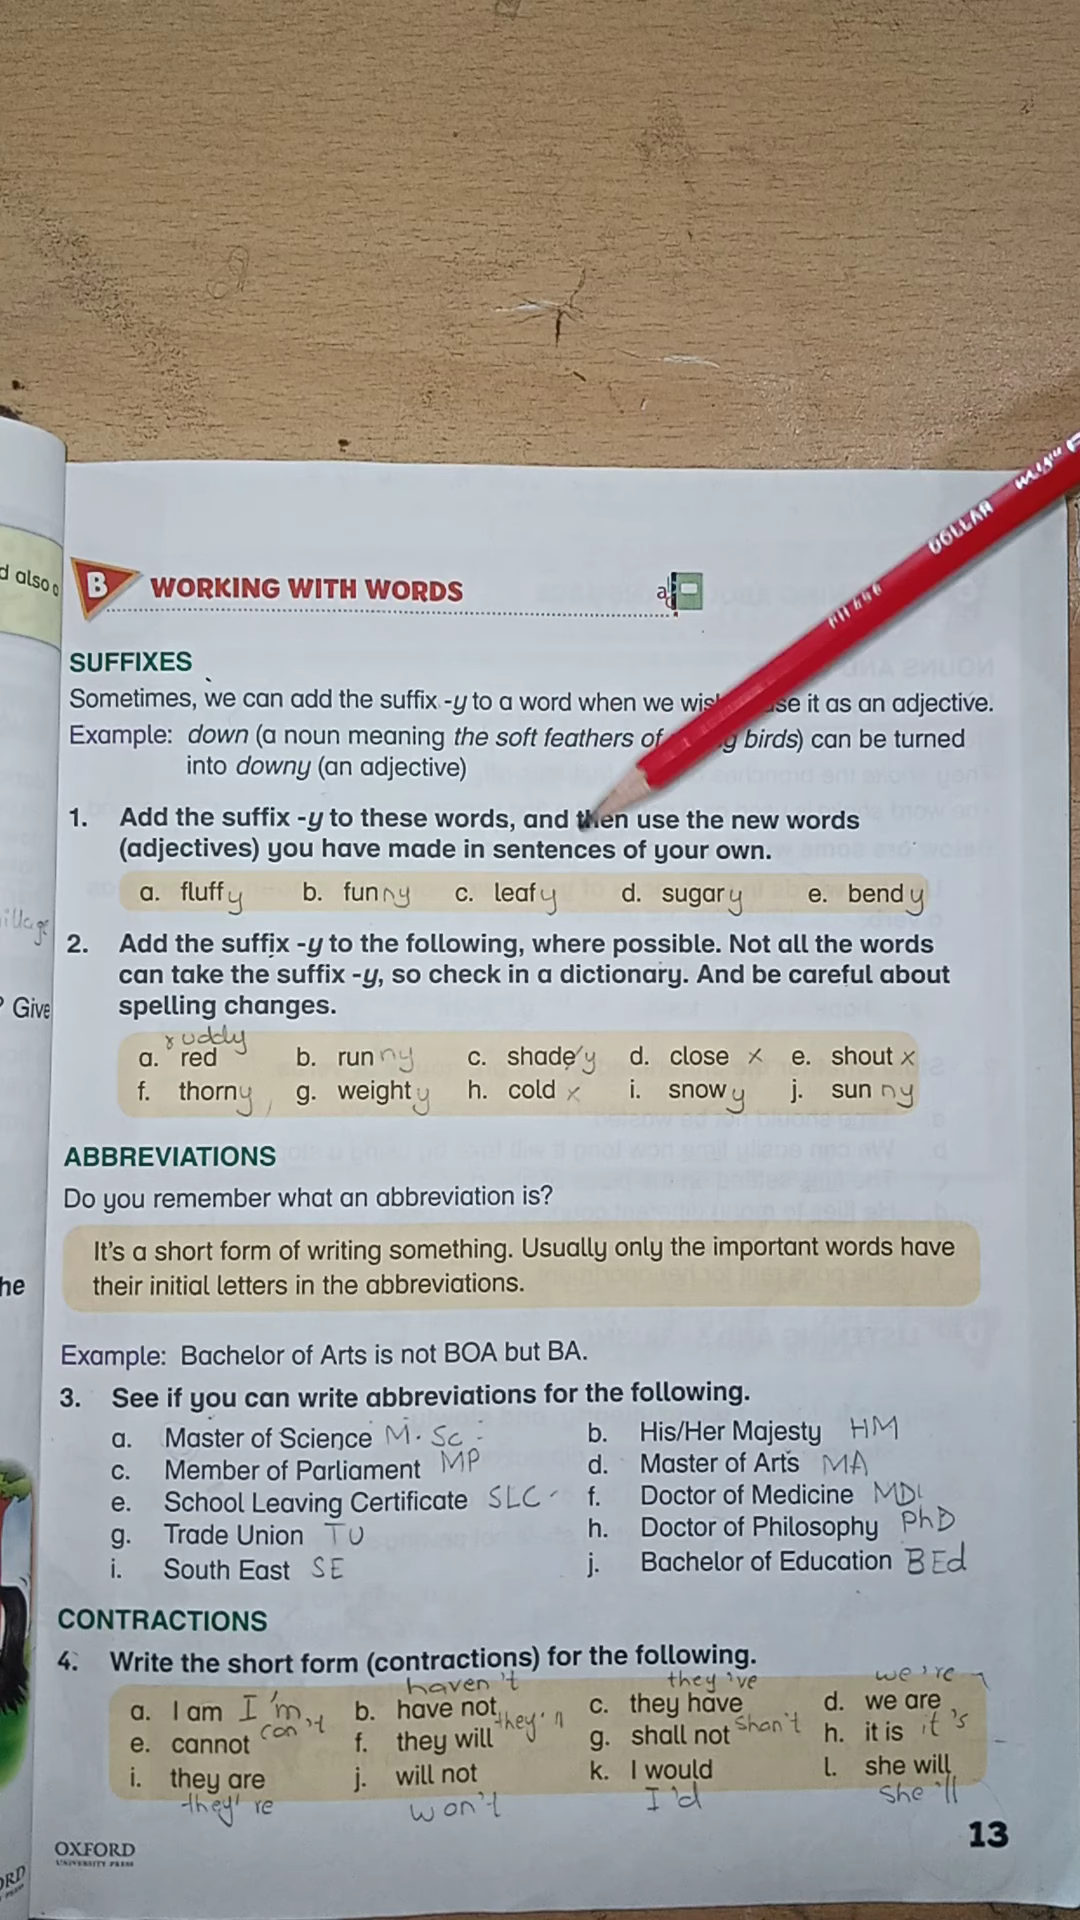 DOLLAR
d also
B WORKING WITH WORDS
SUFFIXES
Sometimes, we can add the suffix -y to a word when we it as an adjective.
Example: down (a noun meaning the soft feathers of birds) can be turned
into downy (an adjective)
1. Add the suffix -y to these words, and then use the new words
(adjectives) you have made in sentences of your own.
a. fluffy b. funny c. leafy d. sugary e. bendy
2. Add the suffix -y to the following, where possible. Not all the words
can take the suffix -y, so check in a dictionary. And be careful about
Give
spelling changes.
ruddy
a. red b. runny c. shade y d. close x e. shout x
f. thorny g. weighty h. cold x i. snowy j. sunny
ABBREVIATIONS
Do you remember what an abbreviation is?
It's a short form of writing something. Usually only the important words have
he
their initial letters in the abbreviations.
Example: Bachelor of Arts is not BOA but BA.
3. See if you can write abbreviations for the following.
a. Master of Science M.Sc b. His/Her Majesty HM
c. Member of Parliament MP d. Master of Arts MA
e. School Leaving Certificate SLC f. Doctor of Medicine
g. Trade Union TU h. Doctor of Philosophy PhD
i. South East SE j. Bachelor of Education BEd
CONTRACTIONS
4. Write the short form (contractions) for the following.
haven't they've we're
a. I am I'm b. have not c. they have d. we are
e. cannot can't f. they will they'll g. shall not shan't h. it is it's
i. they are j. will not k. I would l. she will
they're won't I'd she'll
OXFORD
UNIVERSITY PRESS
13